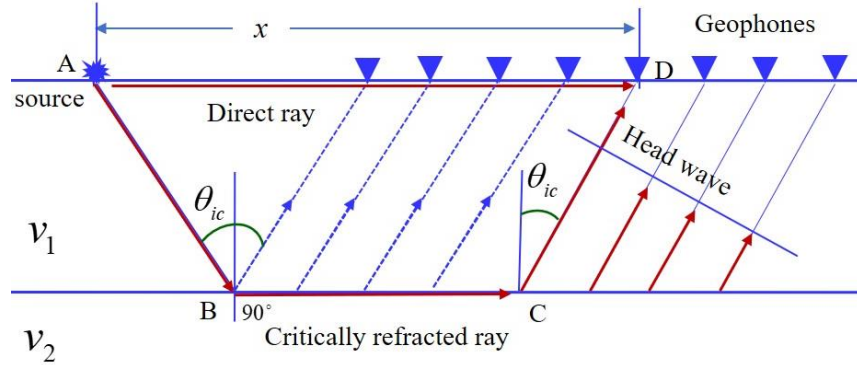 x
Geophones
A
D
source
Direct ray
Head wave
θic
θic
v1
B
90°
C
Critically refracted ray
v2